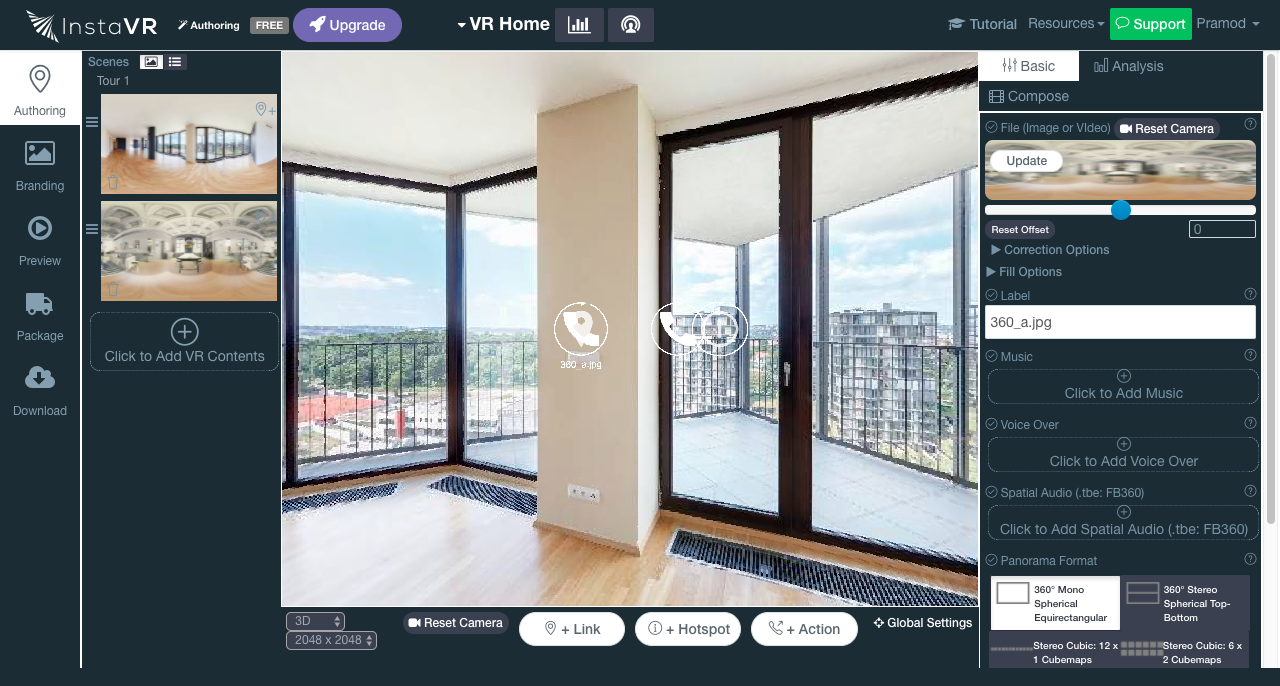 InstaVR
Authoring
FREE
Upgrade
VR Home
Tutorial
Resources
Support
Pramod
Authoring
Branding
Preview
Package
Download
Scenes
Tour 1
Click to Add VR Contents
360_a.jpg
3D
2048 x 2048
Reset Camera
+ Link
+ Hotspot
+ Action
Global Settings
Basic
Analysis
Compose
File (Image or VIdeo)
Reset Camera
Update
Reset Offset
0
Correction Options
Fill Options
Label
360_a.jpg
Music
Click to Add Music
Voice Over
Click to Add Voice Over
Spatial Audio (.tbe: FB360)
Click to Add Spatial Audio (.tbe: FB360)
Panorama Format
360° Mono
Spherical
Equirectangular
360° Stereo
Spherical Top-
Bottom
Stereo Cubic: 12 x
1 Cubemaps
Stereo Cubic: 6 x
2 Cubemaps